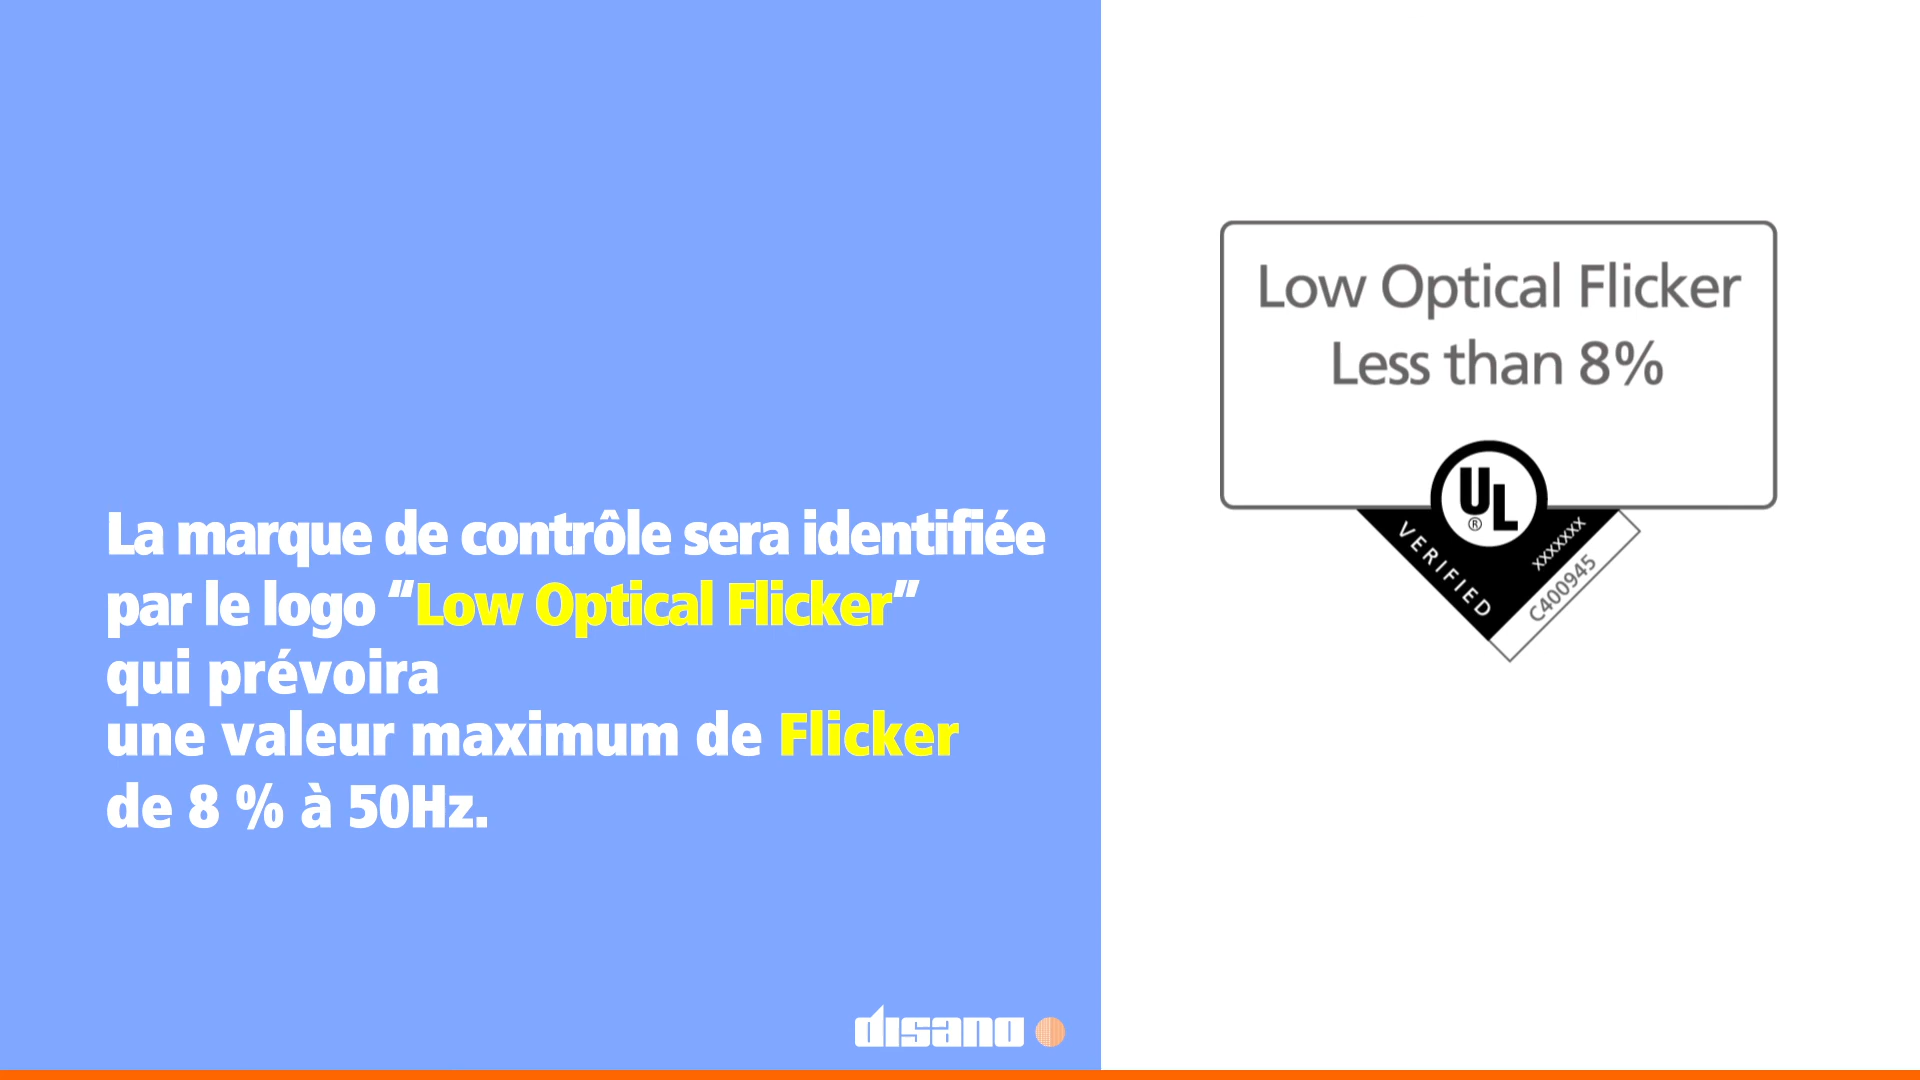 La marque de contrôle sera identifiée
par le logo “Low Optical Flicker”
qui prévoira
une valeur maximum de Flicker
de 8 % à 50Hz.
disano
Low Optical Flicker
Less than 8%
UL
®
VERIFIED
xxxxxxx
C400945